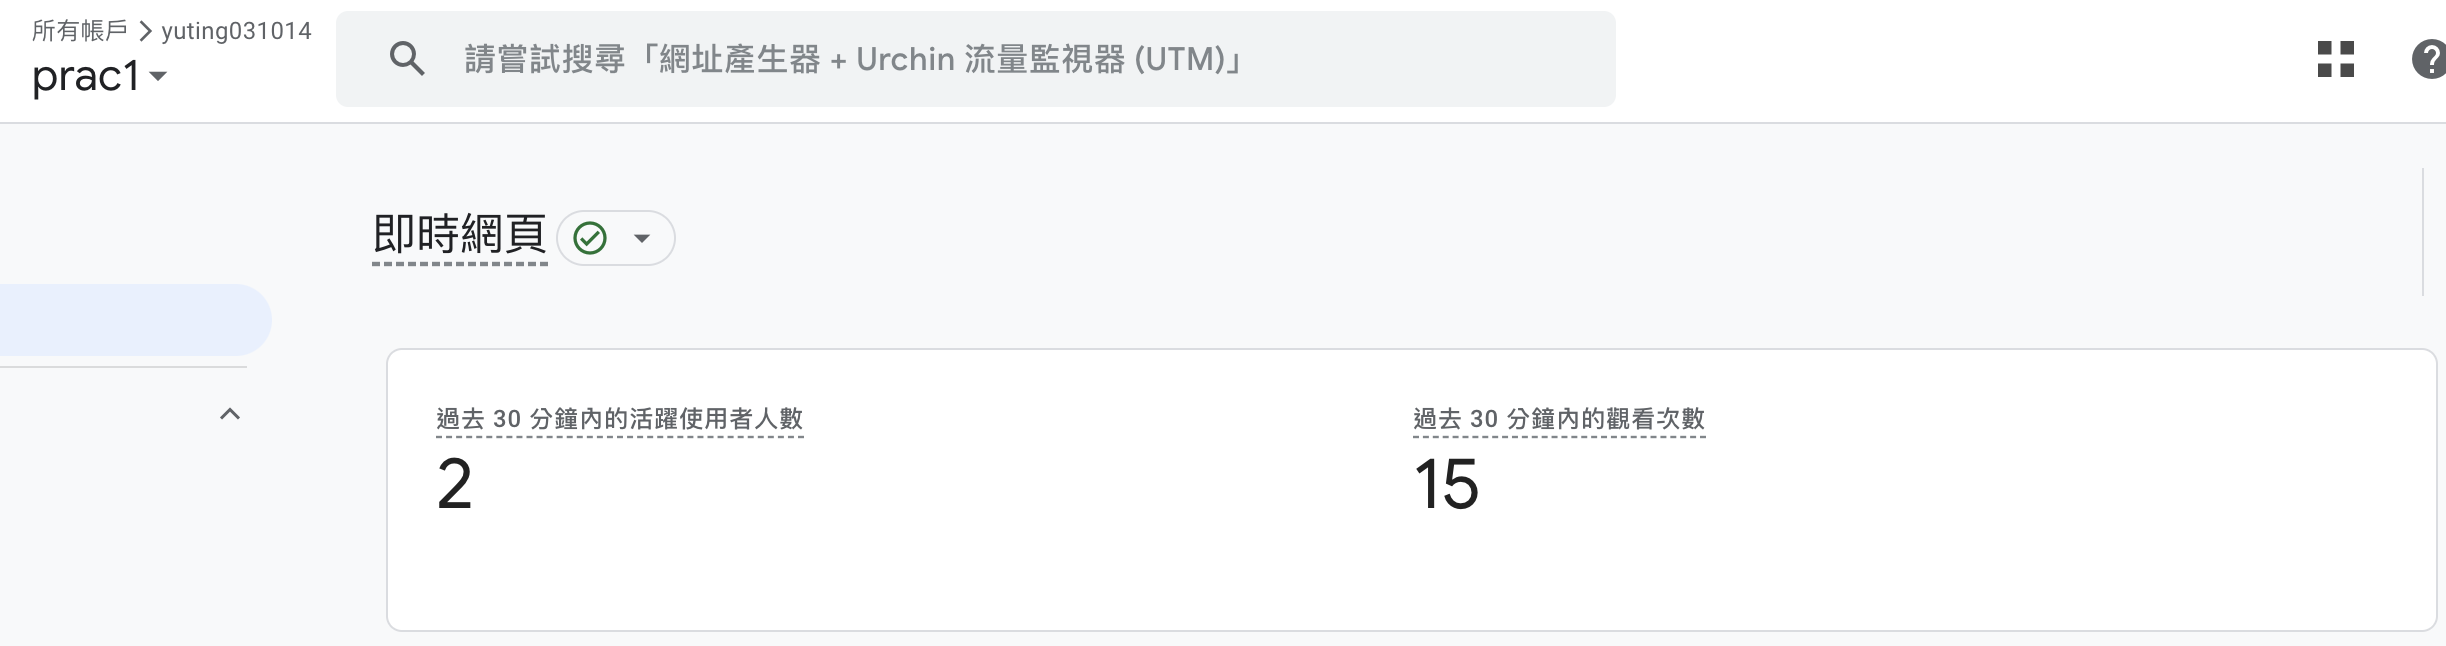 所有帳戶 > yuting031014
prac1
請嘗試搜尋「網址產生器 + Urchin 流量監視器 (UTM)」
即時網頁
過去 30 分鐘內的活躍使用者人數
2
過去 30 分鐘內的觀看次數
15